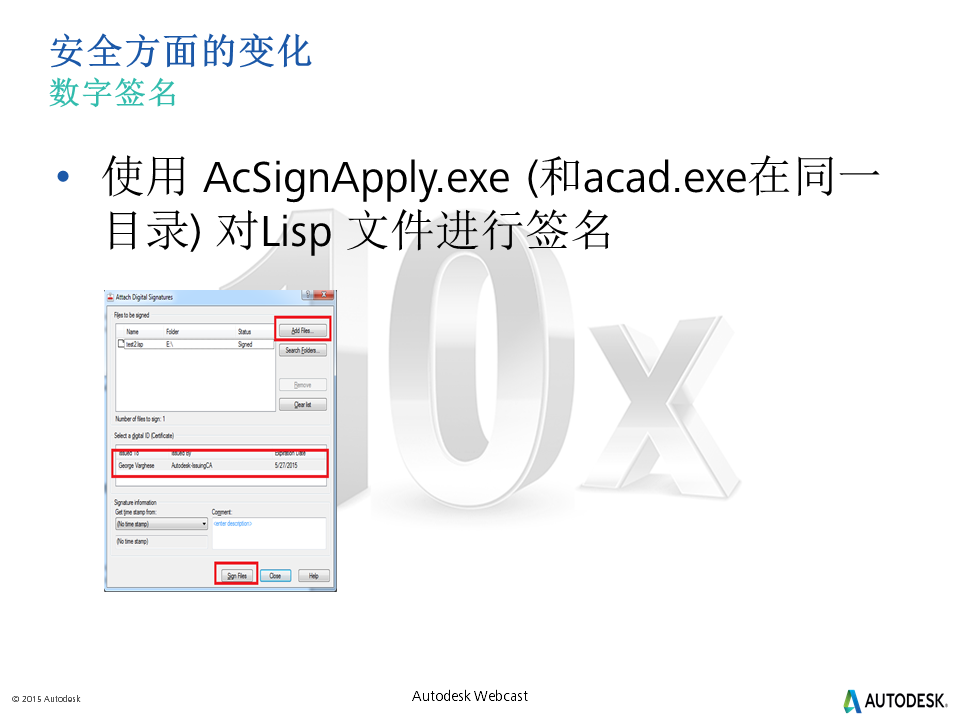 安全方面的变化
数字签名
• 使用 AcSignApply.exe (和acad.exe在同一
目录) 对Lisp 文件进行签名
10x
Attach Digital Signatures
Files to be signed
Name Folder Status
test2.lsp E:\ Signed
Add Files...
Search Folders...
Remove
Clear list
Number of files to sign: 1
Select a digital ID (Certificate)
Issued To Issued By Expiration Date
George Varghese Autodesk-IssuingCA 5/27/2015
Signature information
Get time stamp from: Comment:
(No time stamp) <enter description>
(No time stamp)
Sign Files Close Help
© 2015 Autodesk
Autodesk Webcast
AUTODESK.